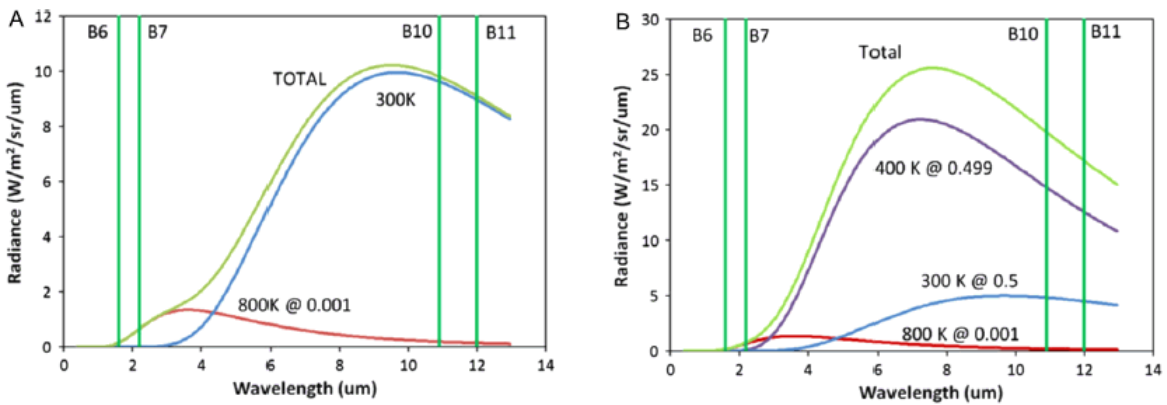 A
12
10
8
6
4
2
0
0
2
4
6
8
10
12
14
B6
B7
B10
B11
TOTAL
300K
800K @ 0.001
Radiance (W/m²/sr/um)
Wavelength (um)
B
30
25
20
15
10
5
0
0
2
4
6
8
10
12
14
B6
B7
B10
B11
Total
400 K @ 0.499
300 K @ 0.5
800 K @ 0.001
Radiance (W/m²/sr/um)
Wavelength (um)